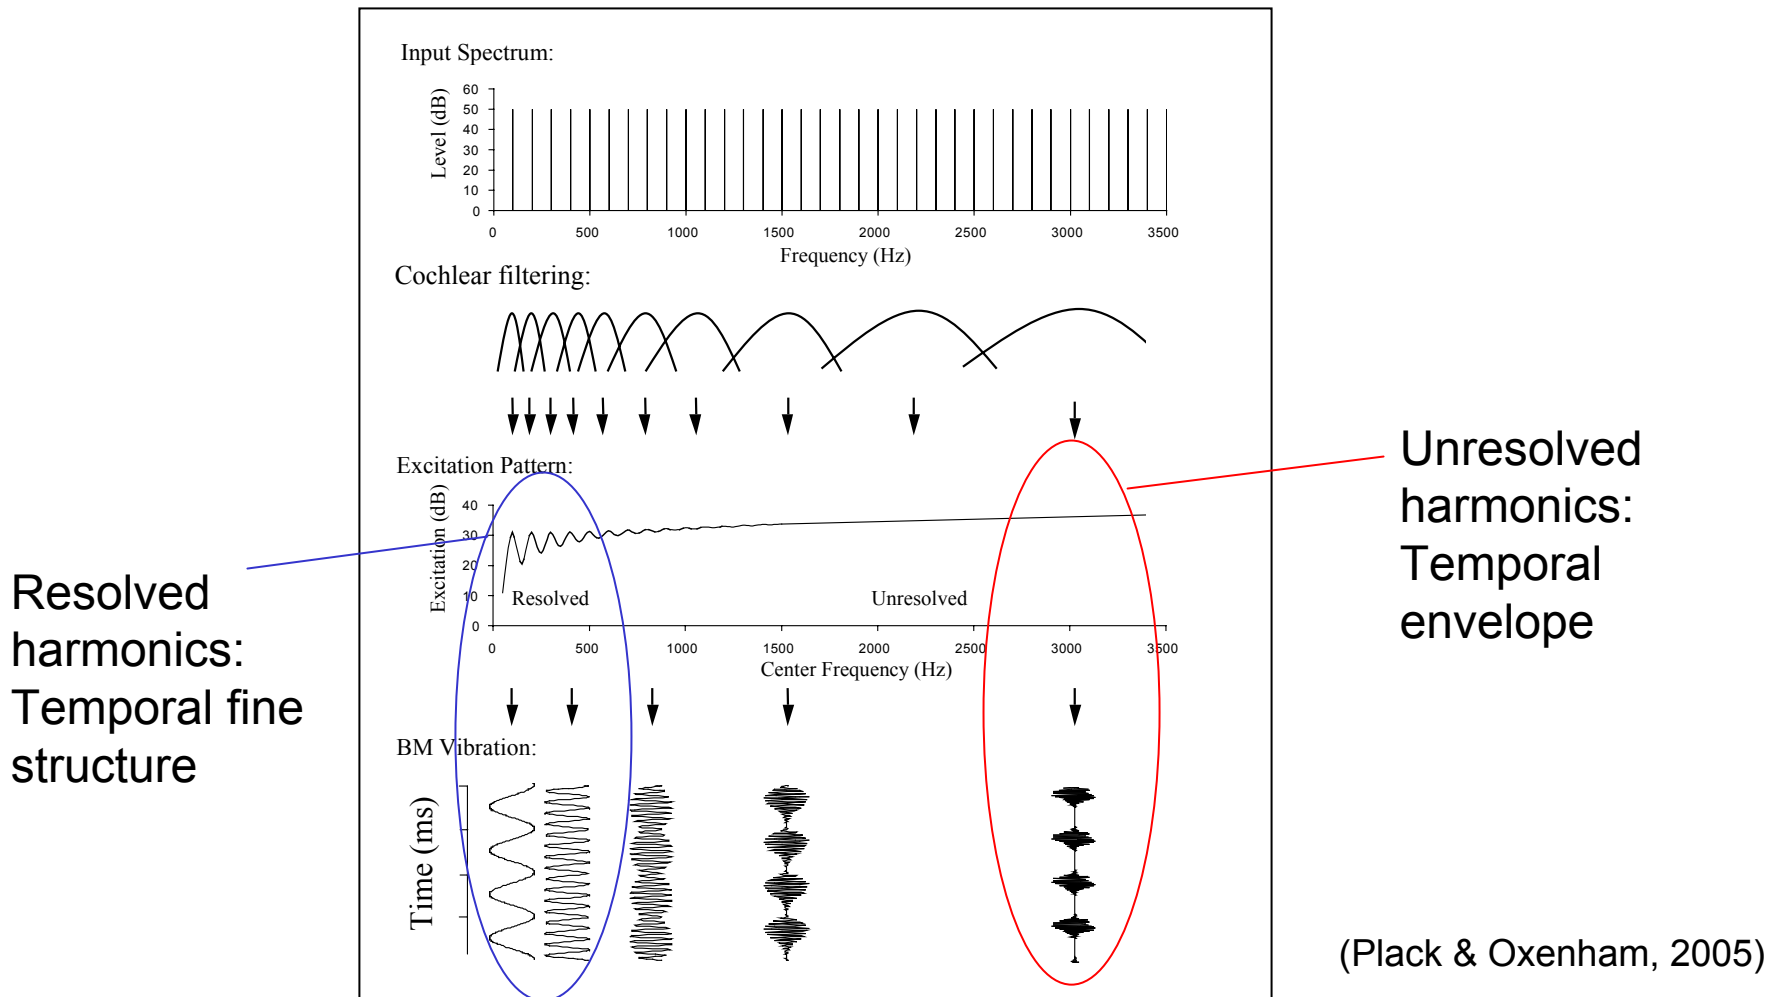 Input Spectrum:
Level (dB)
60
50
40
30
20
10
0
0 500 1000 1500 2000 2500 3000 3500
Frequency (Hz)
Cochlear filtering:
Excitation Pattern:
Excitation (dB)
40
30
20
10
0
Resolved Unresolved
0 500 1000 1500 2000 2500 3000 3500
Center Frequency (Hz)
BM Vibration:
Time (ms)
Resolved
harmonics:
Temporal fine
structure
Unresolved
harmonics:
Temporal
envelope
(Plack & Oxenham, 2005)